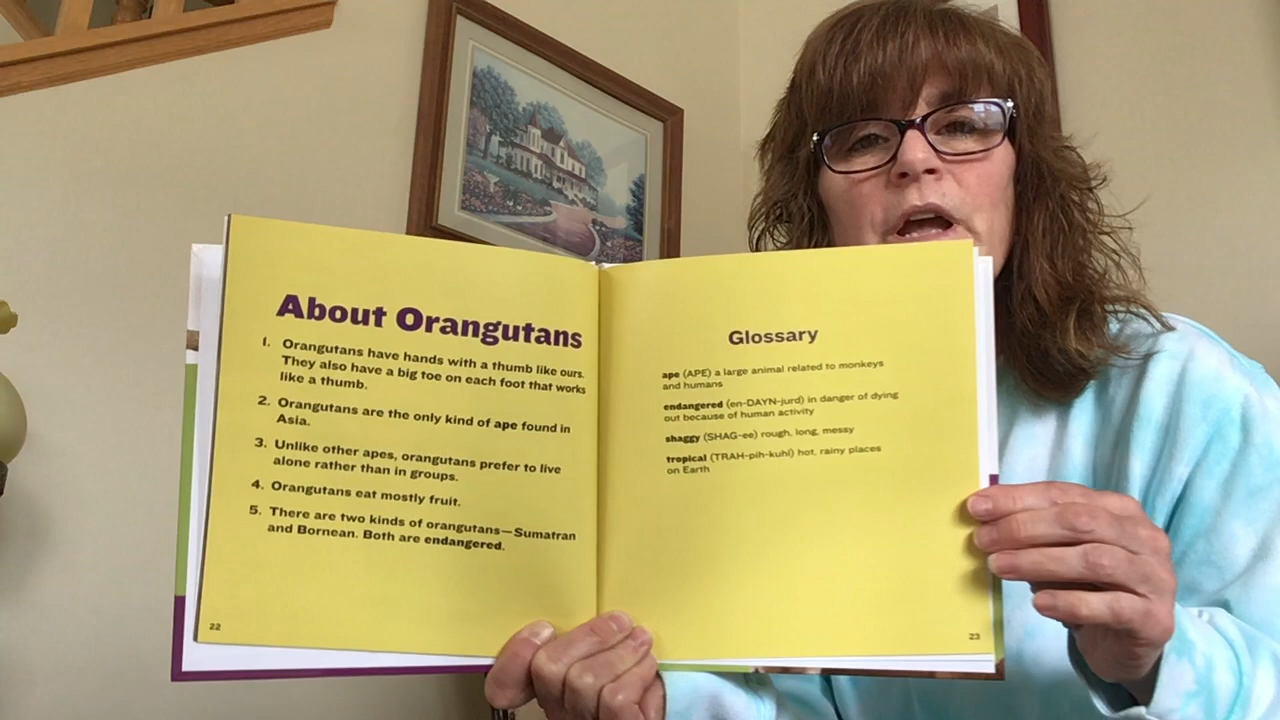 About Orangutans
1. Orangutans have hands with a thumb like ours.
They also have a big toe on each foot that works
like a thumb.
2. Orangutans are the only kind of ape found in
Asia.
3. Unlike other apes, orangutans prefer to live
alone rather than in groups.
4. Orangutans eat mostly fruit.
5. There are two kinds of orangutans—Sumatran
and Bornean. Both are endangered.
22
Glossary
ape (APE) a large animal related to monkeys
and humans
endangered (en-DAYN-jurd) in danger of dying
out because of human activity
shaggy (SHAG-ee) rough, long, messy
tropical (TRAH-pih-kuhl) hot, rainy places
on Earth
23